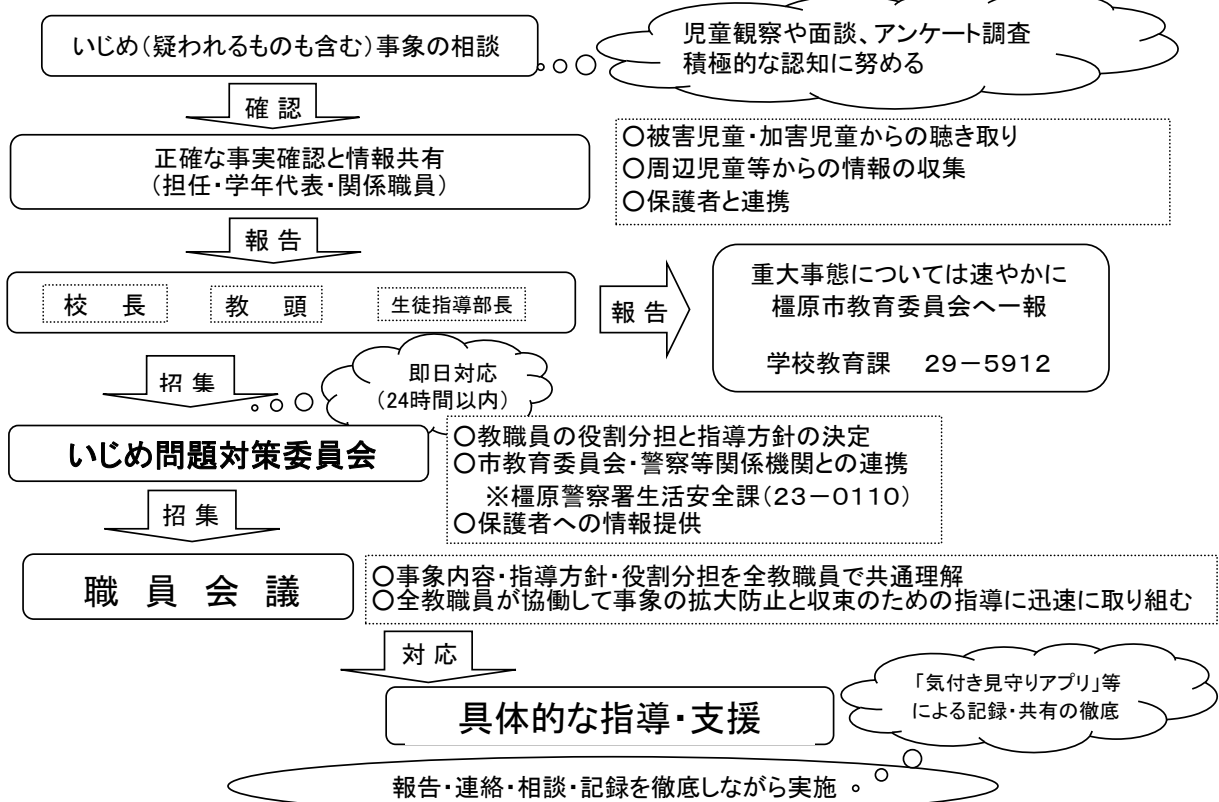 いじめ(疑われるものも含む)事象の相談
児童観察や面談、アンケート調査
積極的な認知に努める
確 認
正確な事実確認と情報共有
(担任・学年代表・関係職員)
○被害児童・加害児童からの聴き取り
○周辺児童等からの情報の収集
○保護者と連携
報 告
校 長
教 頭
生徒指導部長
報 告
重大事態については速やかに
橿原市教育委員会へ一報
学校教育課 29-5912
招 集
即日対応
(24時間以内)
いじめ問題対策委員会
○教職員の役割分担と指導方針の決定
○市教育委員会・警察等関係機関との連携
※橿原警察署生活安全課(23-0110)
○保護者への情報提供
招 集
職 員 会 議
○事象内容・指導方針・役割分担を全教職員で共通理解
○全教職員が協働して事象の拡大防止と収束のための指導に迅速に取り組む
対 応
具体的な指導・支援
「気付き見守りアプリ」等
による記録・共有の徹底
報告・連絡・相談・記録を徹底しながら実施